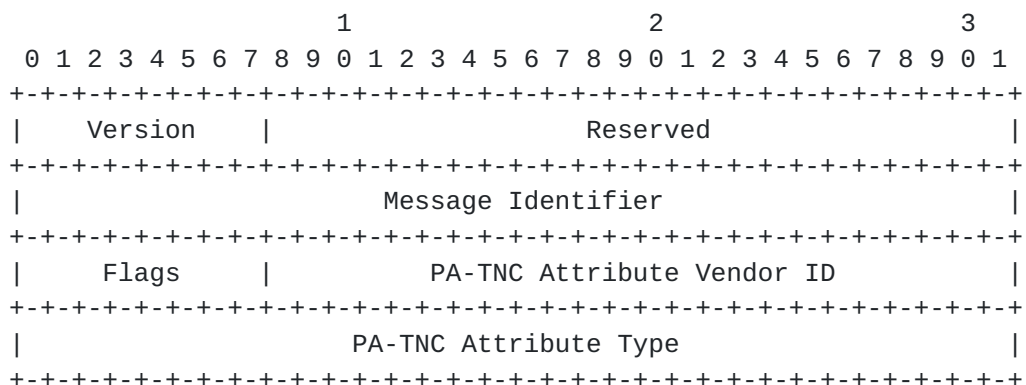 1                   2                   3
 0 1 2 3 4 5 6 7 8 9 0 1 2 3 4 5 6 7 8 9 0 1 2 3 4 5 6 7 8 9 0 1
+-+-+-+-+-+-+-+-+-+-+-+-+-+-+-+-+-+-+-+-+-+-+-+-+-+-+-+-+-+-+-+-+
|    Version    |                    Reserved                   |
+-+-+-+-+-+-+-+-+-+-+-+-+-+-+-+-+-+-+-+-+-+-+-+-+-+-+-+-+-+-+-+-+
|                       Message Identifier                      |
+-+-+-+-+-+-+-+-+-+-+-+-+-+-+-+-+-+-+-+-+-+-+-+-+-+-+-+-+-+-+-+-+
|     Flags     |          PA-TNC Attribute Vendor ID           |
+-+-+-+-+-+-+-+-+-+-+-+-+-+-+-+-+-+-+-+-+-+-+-+-+-+-+-+-+-+-+-+-+
|                     PA-TNC Attribute Type                     |
+-+-+-+-+-+-+-+-+-+-+-+-+-+-+-+-+-+-+-+-+-+-+-+-+-+-+-+-+-+-+-+-+